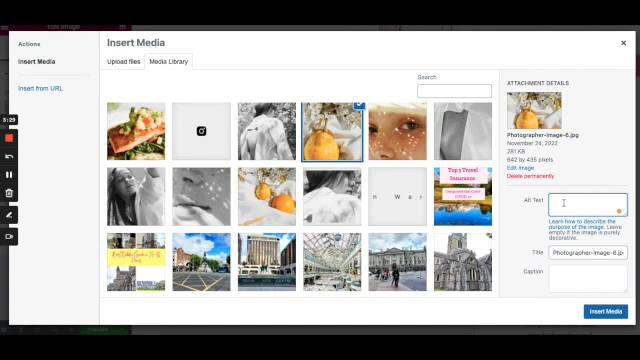 Edit Image
Actions
Insert Media
Insert from URL
3:29
Insert Media
×
Upload files
Media Library
Search
ATTACHMENT DETAILS
Photographer-Image-6.jpg
November 24, 2022
281 KB
642 by 435 pixels
Edit Image
Delete permanently
Alt Text
Learn how to describe the
purpose of the image. Leave
empty if the image is purely
decorative.
Title
Photographer-Image-6.jp
Caption
h W a r
Top 5 Travel
Insurance
Insert Media